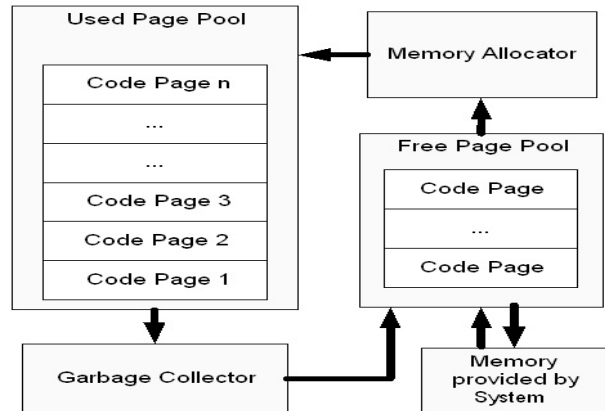 Used Page Pool
Code Page n
...
...
Code Page 3
Code Page 2
Code Page 1
Memory Allocator
Free Page Pool
Code Page
...
Code Page
Garbage Collector
Memory
provided by
System